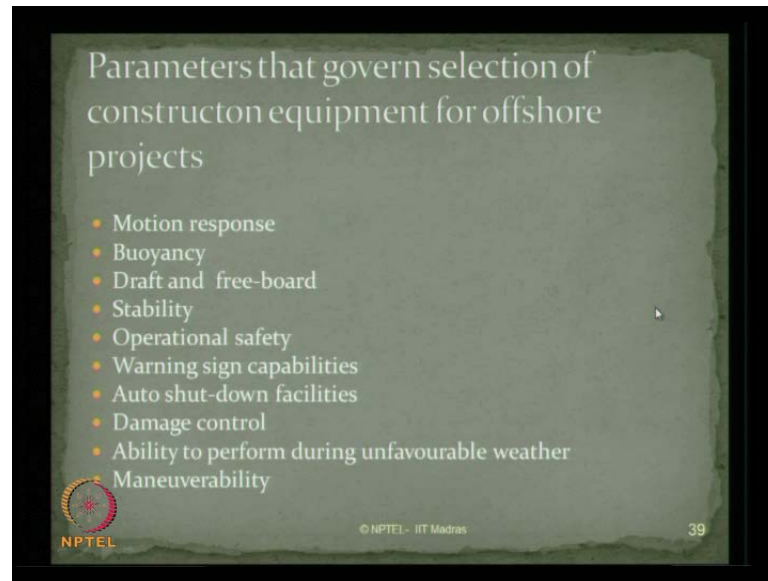 Parameters that govern selection of
constructon equipment for offshore
projects
Motion response
Buoyancy
Draft and free-board
Stability
Operational safety
Warning sign capabilities
Auto shut-down facilities
Damage control
Ability to perform during unfavourable weather
Maneuverability
NPTEL
© NPTEL- IIT Madras
39